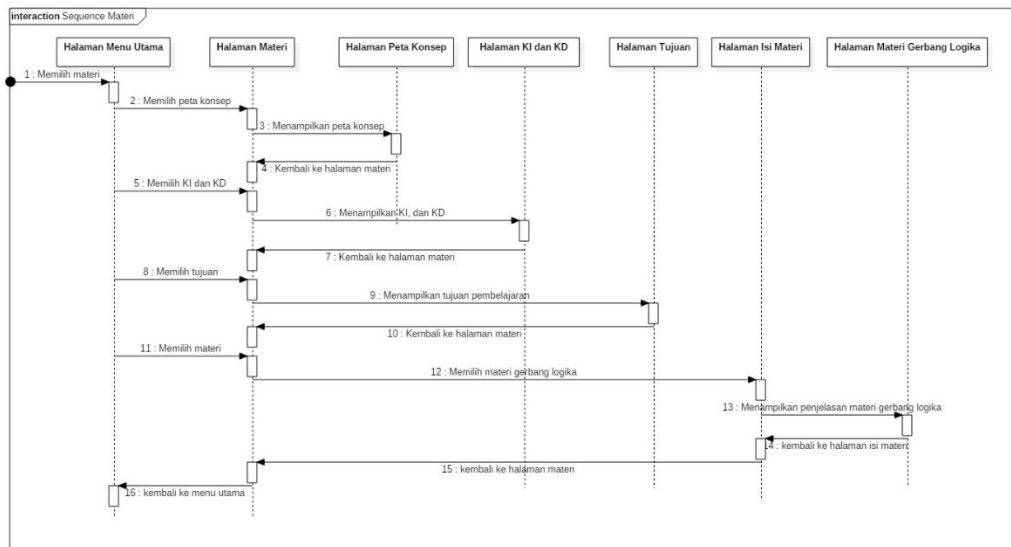 interaction Sequence Materi
Halaman Menu Utama
Halaman Materi
Halaman Peta Konsep
Halaman KI dan KD
Halaman Tujuan
Halaman Isi Materi
Halaman Materi Gerbang Logika
1 : Memilih materi
2 : Memilih peta konsep
3 : Menampilkan peta konsep
4 : Kembali ke halaman materi
5 : Memilih KI dan KD
6 : Menampilkan KI, dan KD
7 : Kembali ke halaman materi
8 : Memilih tujuan
9 : Menampilkan tujuan pembelajaran
10 : Kembali ke halaman materi
11 : Memilih materi
12 : Memilih materi gerbang logika
13 : Menampilkan penjelasan materi gerbang logika
14 : kembali ke halaman isi materi
15 : kembali ke halaman materi
16 : kembali ke menu utama